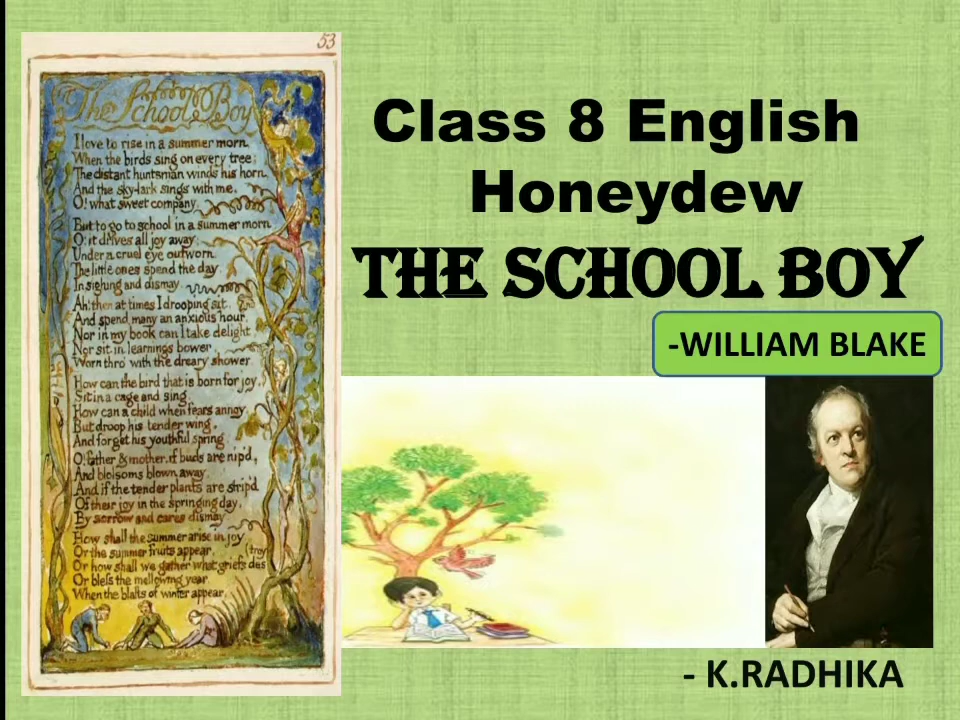 53
The School Boy
I love to rise in a summer morn,
When the birds sing on every tree;
The distant huntsman winds his horn,
And the sky-lark sings with me.
O! what sweet company.
But to go to school in a summer morn
O! it drives all joy away;
Under a cruel eye outworn,
The little ones spend the day,
In sighing and dismay.
Ah! then at times I drooping sit,
And spend many an anxious hour.
Nor in my book can I take delight,
Nor sit in learnings bower,
Worn thro' with the dreary shower
How can the bird that is born for joy,
Sit in a cage and sing.
How can a child when fears annoy,
But droop his tender wing,
And forget his youthful spring
O! father & mother, if buds are nip'd,
And blossoms blown away,
And if the tender plants are strip'd
Of their joy in the springing day,
By sorrow and cares dismay,
How shall the summer arise in joy
Or the summer fruits appear,
Or how shall we gather what griefs des
(troy
Or bless the mellowing year,
When the blasts of winter appear.
Class 8 English
Honeydew
THE SCHOOL BOY
-WILLIAM BLAKE
- K.RADHIKA